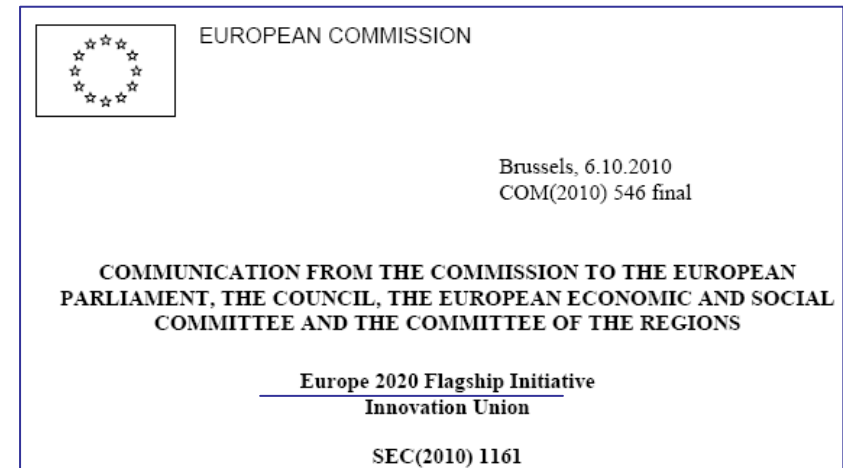 EUROPEAN COMMISSION
Brussels, 6.10.2010
COM(2010) 546 final
COMMUNICATION FROM THE COMMISSION TO THE EUROPEAN
PARLIAMENT, THE COUNCIL, THE EUROPEAN ECONOMIC AND SOCIAL
COMMITTEE AND THE COMMITTEE OF THE REGIONS
Europe 2020 Flagship Initiative
Innovation Union
SEC(2010) 1161